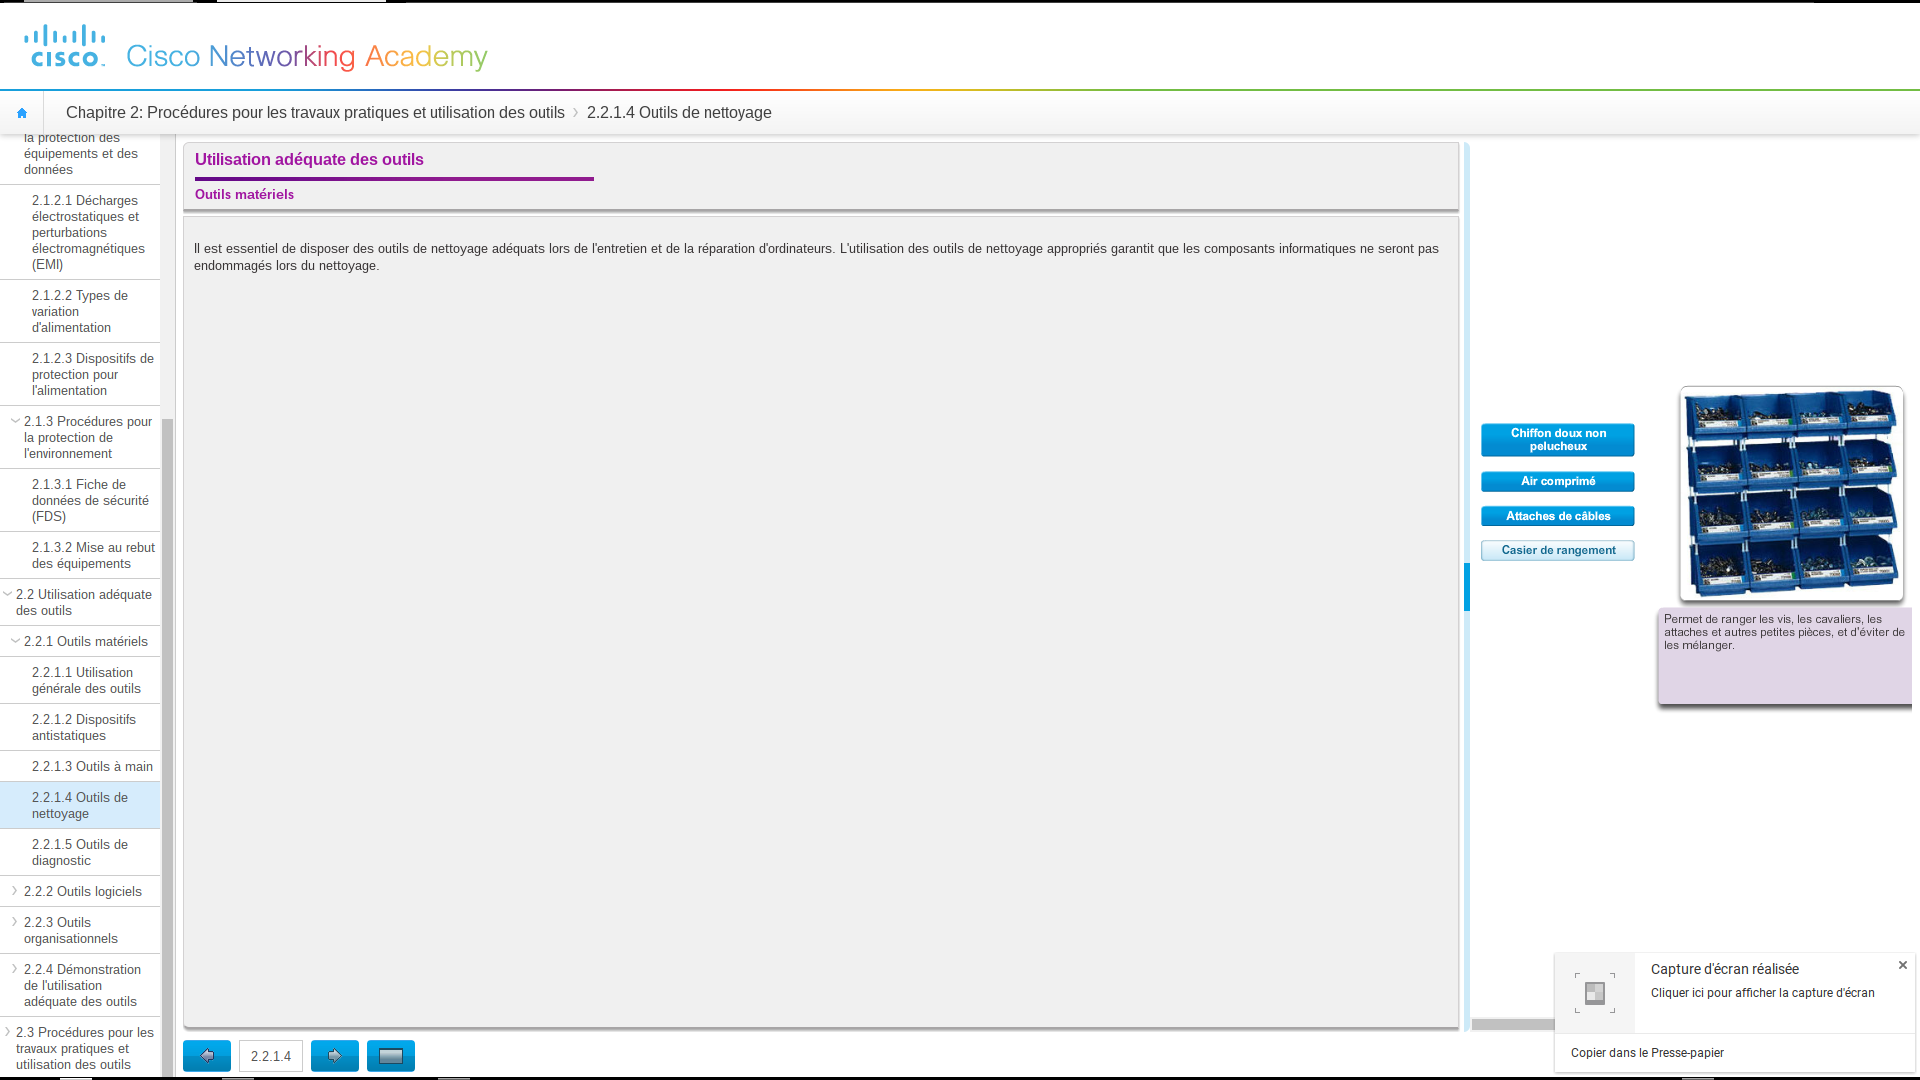 cisco
Cisco Networking Academy
Chapitre 2: Procédures pour les travaux pratiques et utilisation des outils
2.2.1.4 Outils de nettoyage
la protection des
équipements et des
données
2.1.2.1 Décharges
électrostatiques et
perturbations
électromagnétiques
(EMI)
2.1.2.2 Types de
variation
d'alimentation
2.1.2.3 Dispositifs de
protection pour
l'alimentation
2.1.3 Procédures pour
la protection de
l'environnement
2.1.3.1 Fiche de
données de sécurité
(FDS)
2.1.3.2 Mise au rebut
des équipements
2.2 Utilisation adéquate
des outils
2.2.1 Outils matériels
2.2.1.1 Utilisation
générale des outils
2.2.1.2 Dispositifs
antistatiques
2.2.1.3 Outils à main
2.2.1.4 Outils de
nettoyage
2.2.1.5 Outils de
diagnostic
2.2.2 Outils logiciels
2.2.3 Outils
organisationnels
2.2.4 Démonstration
de l'utilisation
adéquate des outils
2.3 Procédures pour les
travaux pratiques et
utilisation des outils
Utilisation adéquate des outils
Outils matériels
Il est essentiel de disposer des outils de nettoyage adéquats lors de l'entretien et de la réparation d'ordinateurs. L'utilisation des outils de nettoyage appropriés garantit que les composants informatiques ne seront pas
endommagés lors du nettoyage.
2.2.1.4
Chiffon doux non
pelucheux
Air comprimé
Attaches de câbles
Casier de rangement
Permet de ranger les vis, les cavaliers, les
attaches et autres petites pièces, et d'éviter de
les mélanger.
Capture d'écran réalisée
Cliquer ici pour afficher la capture d'écran
Copier dans le Presse-papier